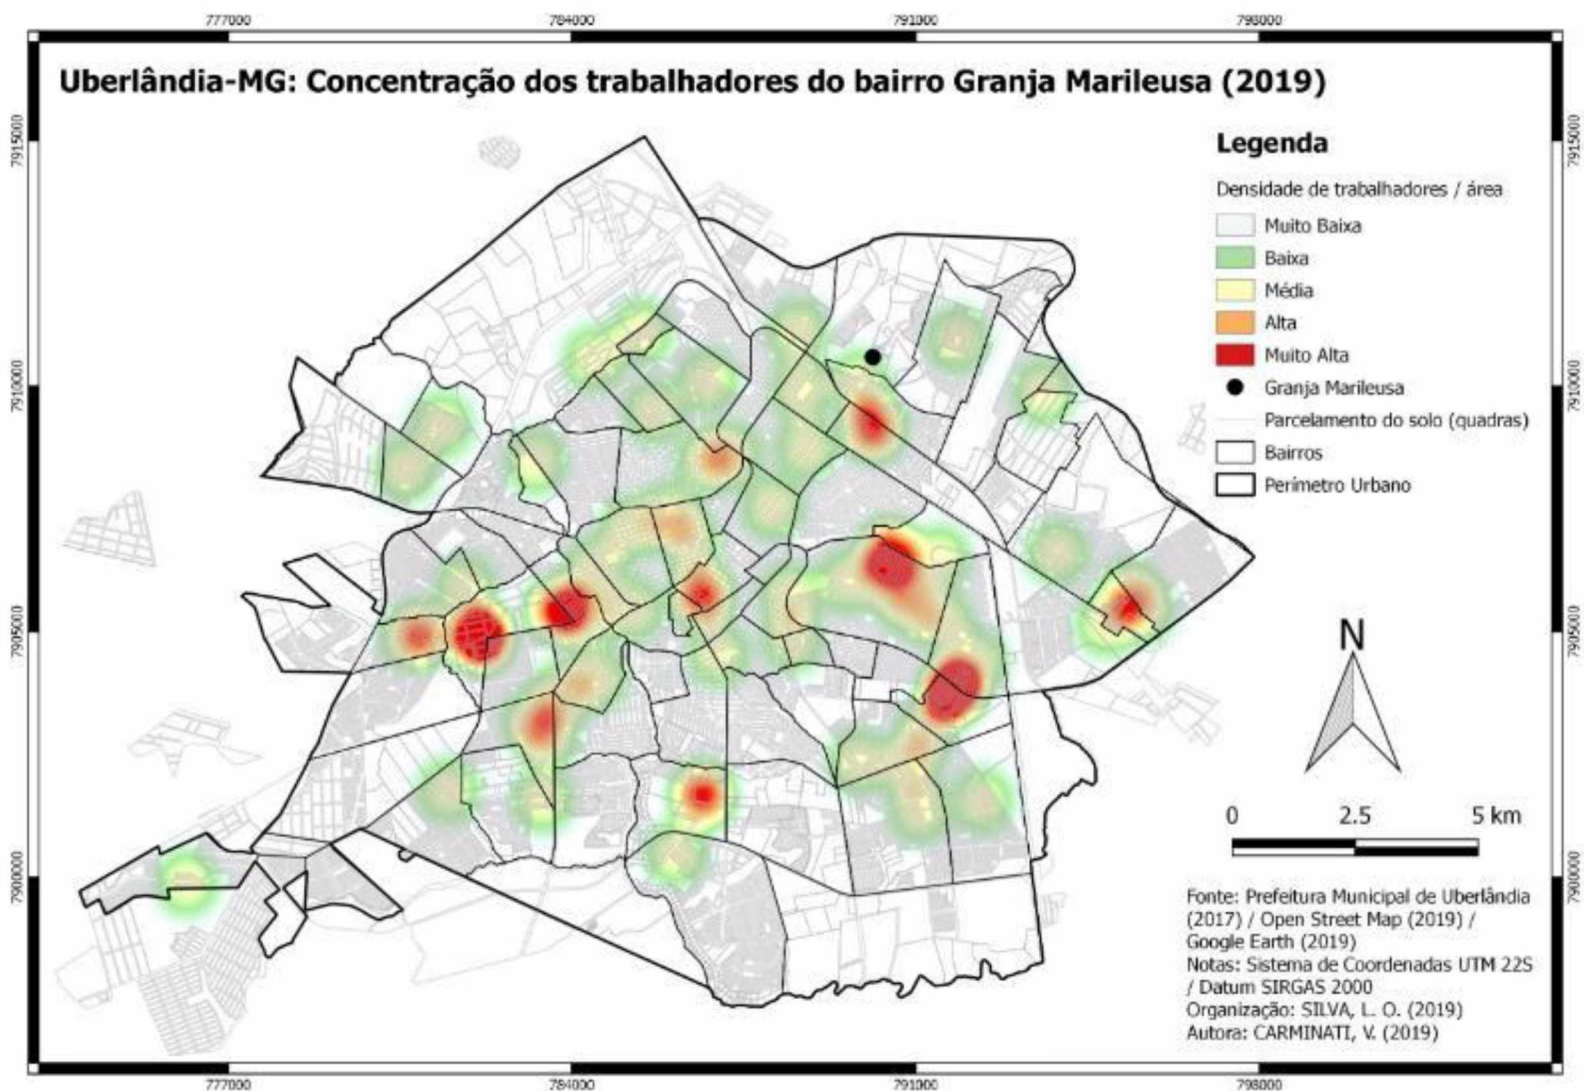 777000 784000 791000 798000
Uberlândia-MG: Concentração dos trabalhadores do bairro Granja Marileusa (2019)
7915000 7915000
Legenda
Densidade de trabalhadores / área
Muito Baixa
Baixa
Média
Alta
Muito Alta
Granja Marileusa
Parcelamento do solo (quadras)
Bairros
Perímetro Urbano
7910000 7910000
7905000 7905000
N
0 2.5 5 km
7900000 7900000
Fonte: Prefeitura Municipal de Uberlândia
(2017) / Open Street Map (2019) /
Google Earth (2019)
Notas: Sistema de Coordenadas UTM 22S
/ Datum SIRGAS 2000
Organização: SILVA, L. O. (2019)
Autora: CARMINATI, V. (2019)
777000 784000 791000 798000